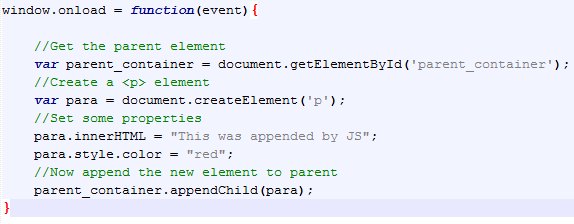 window.onload = function(event){
//Get the parent element
var parent_container = document.getElementById('parent_container');
//Create a <p> element
var para = document.createElement('p');
//Set some properties
para.innerHTML = "This was appended by JS";
para.style.color = "red";
//Now append the new element to parent
parent_container.appendChild(para);
}